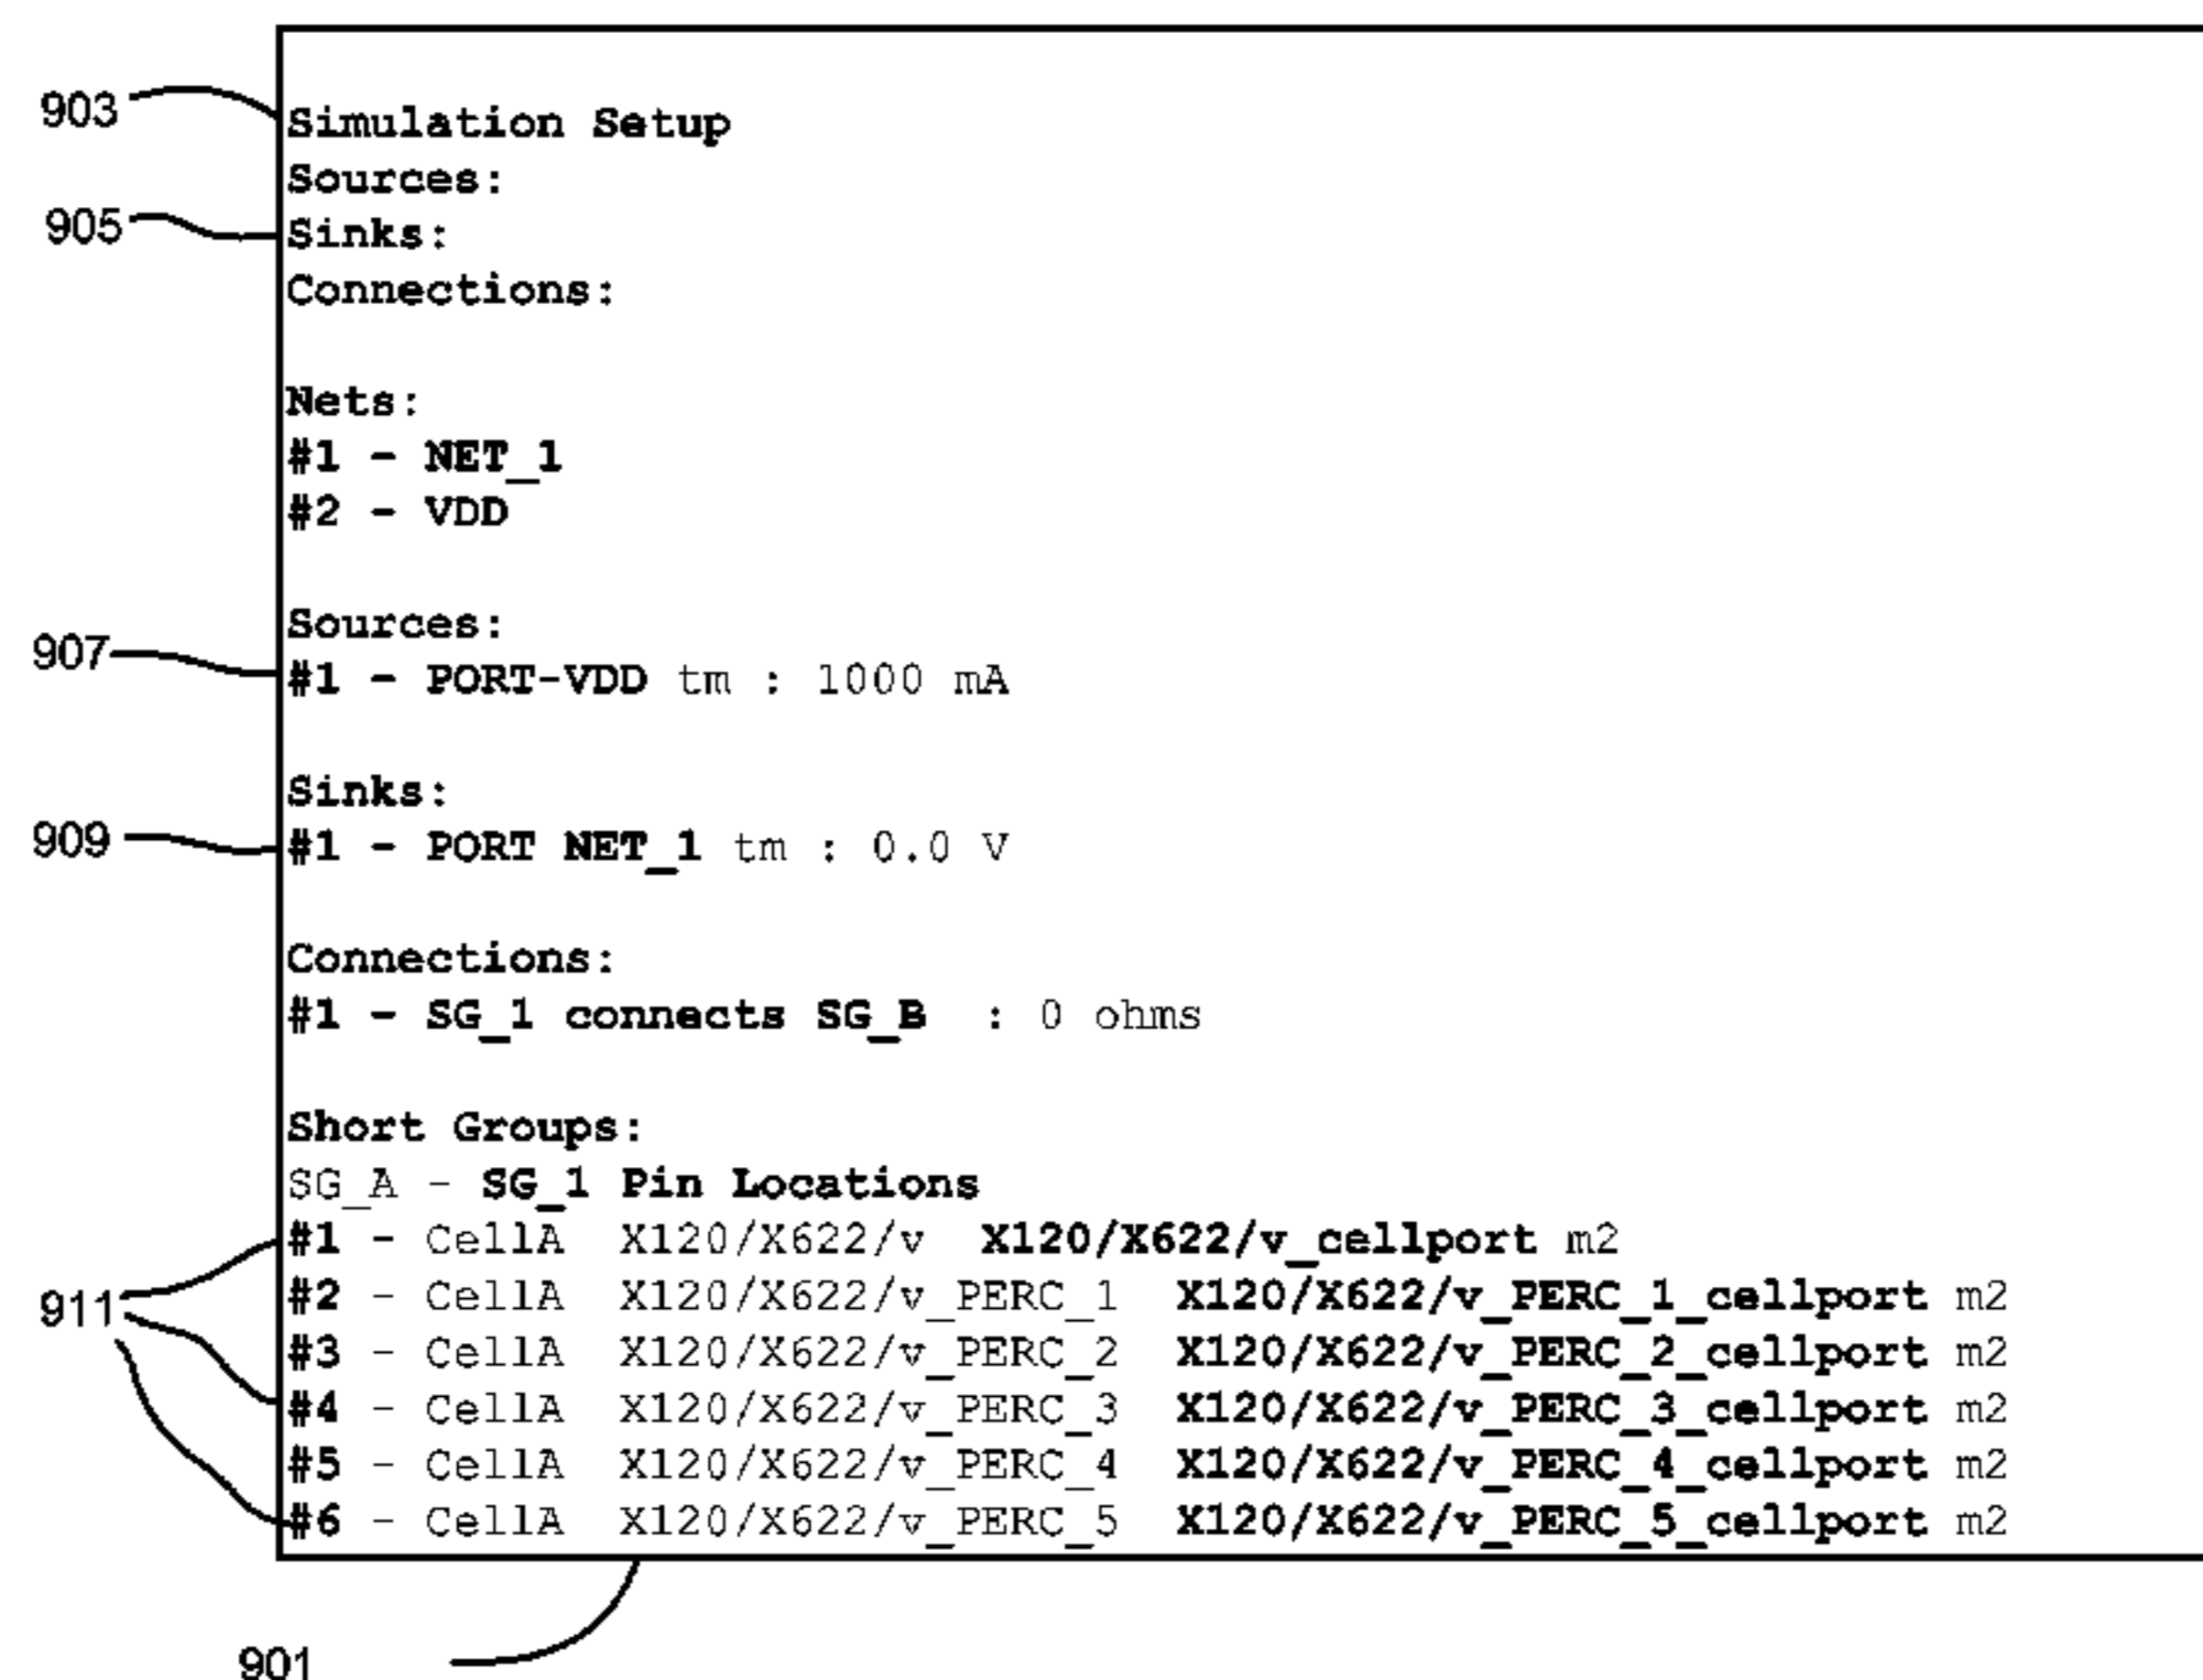 903
Simulation Setup
Sources:
905
Sinks:
Connections:
Nets:
#1 - NET_1
#2 - VDD
Sources:
907
#1 - PORT-VDD tm : 1000 mA
Sinks:
909
#1 - PORT NET_1 tm : 0.0 V
Connections:
#1 - SG_1 connects SG_B : 0 ohms
Short Groups:
SG_A - SG_1 Pin Locations
#1 - CellA X120/X622/v X120/X622/v_cellport m2
911
#2 - CellA X120/X622/v_PERC_1 X120/X622/v_PERC_1_cellport m2
#3 - CellA X120/X622/v_PERC_2 X120/X622/v_PERC_2_cellport m2
#4 - CellA X120/X622/v_PERC_3 X120/X622/v_PERC_3_cellport m2
#5 - CellA X120/X622/v_PERC_4 X120/X622/v_PERC_4_cellport m2
#6 - CellA X120/X622/v_PERC_5 X120/X622/v_PERC_5_cellport m2
901